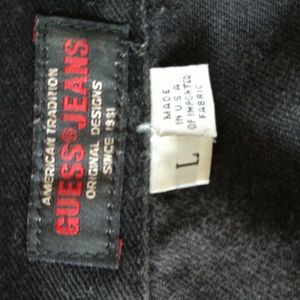 AMERICAN TRADITION
GUESS JEANS
ORIGINAL DESIGNS
SINCE 1981
MADE
IN U.S.A.
OF IMPORTED
FABRIC
L